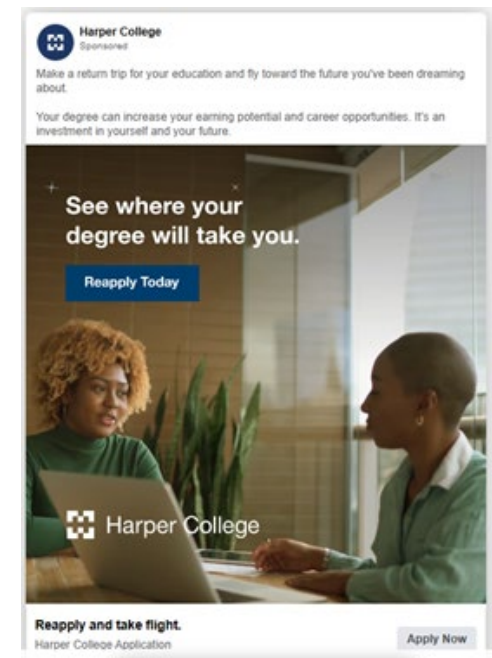 Harper College
Sponsored
Make a return trip for your education and fly toward the future you've been dreaming
about.
Your degree can increase your earning potential and career opportunities. It's an
investment in yourself and your future.
See where your
degree will take you.
Reapply Today
Harper College
Reapply and take flight.
Harper College Application
Apply Now